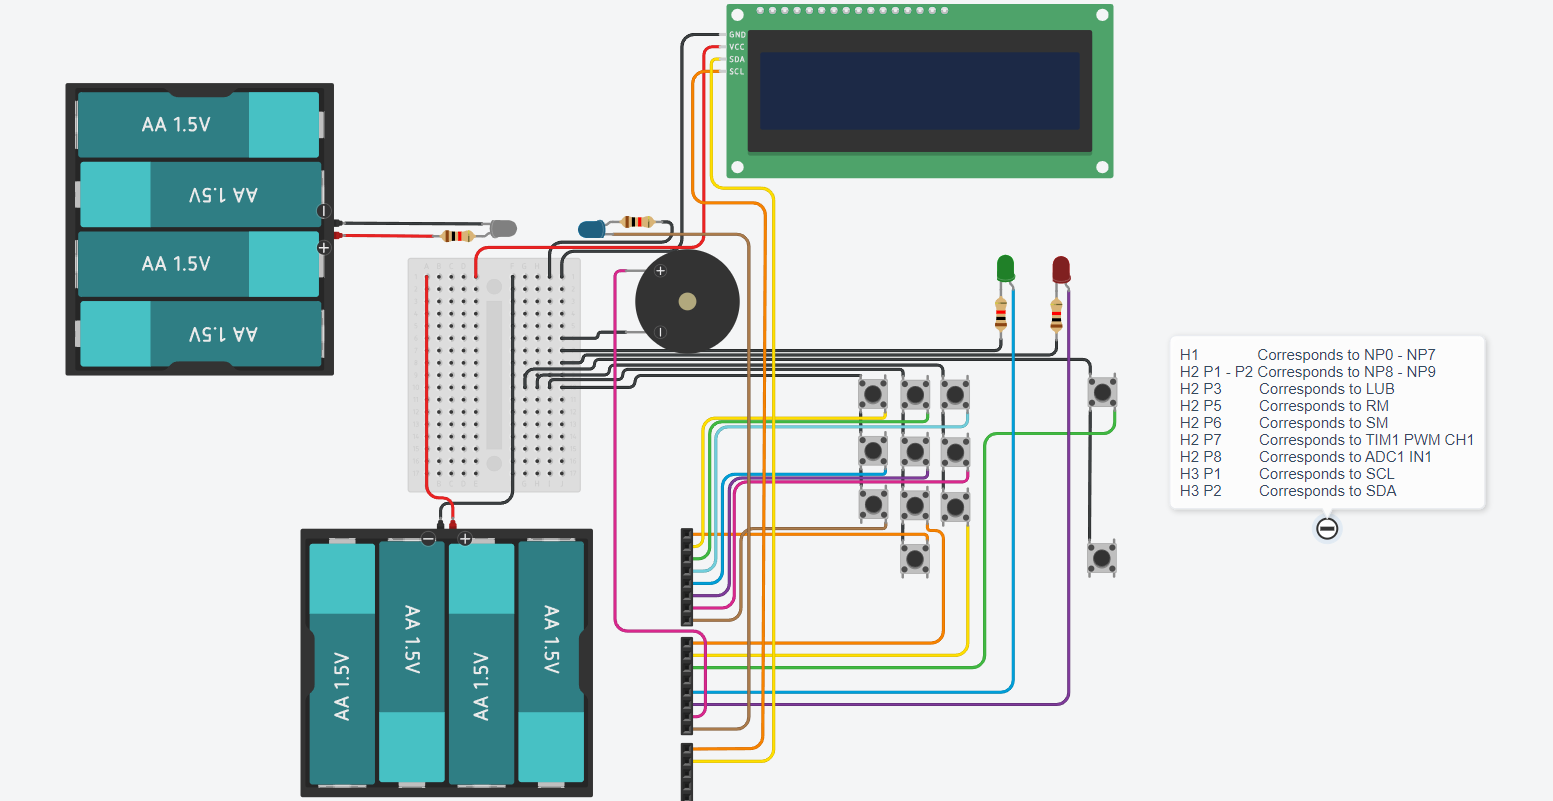 GND
VCC
SDA
SCL
AA 1.5V
AA 1.5V
AA 1.5V
AA 1.5V
H1 Corresponds to NP0 - NP7
H2 P1 - P2 Corresponds to NP8 - NP9
H2 P3 Corresponds to LUB
H2 P5 Corresponds to RM
H2 P6 Corresponds to SM
H2 P7 Corresponds to TIM1 PWM CH1
H2 P8 Corresponds to ADC1 IN1
H3 P1 Corresponds to SCL
H3 P2 Corresponds to SDA
AA 1.5V
AA 1.5V
AA 1.5V
AA 1.5V